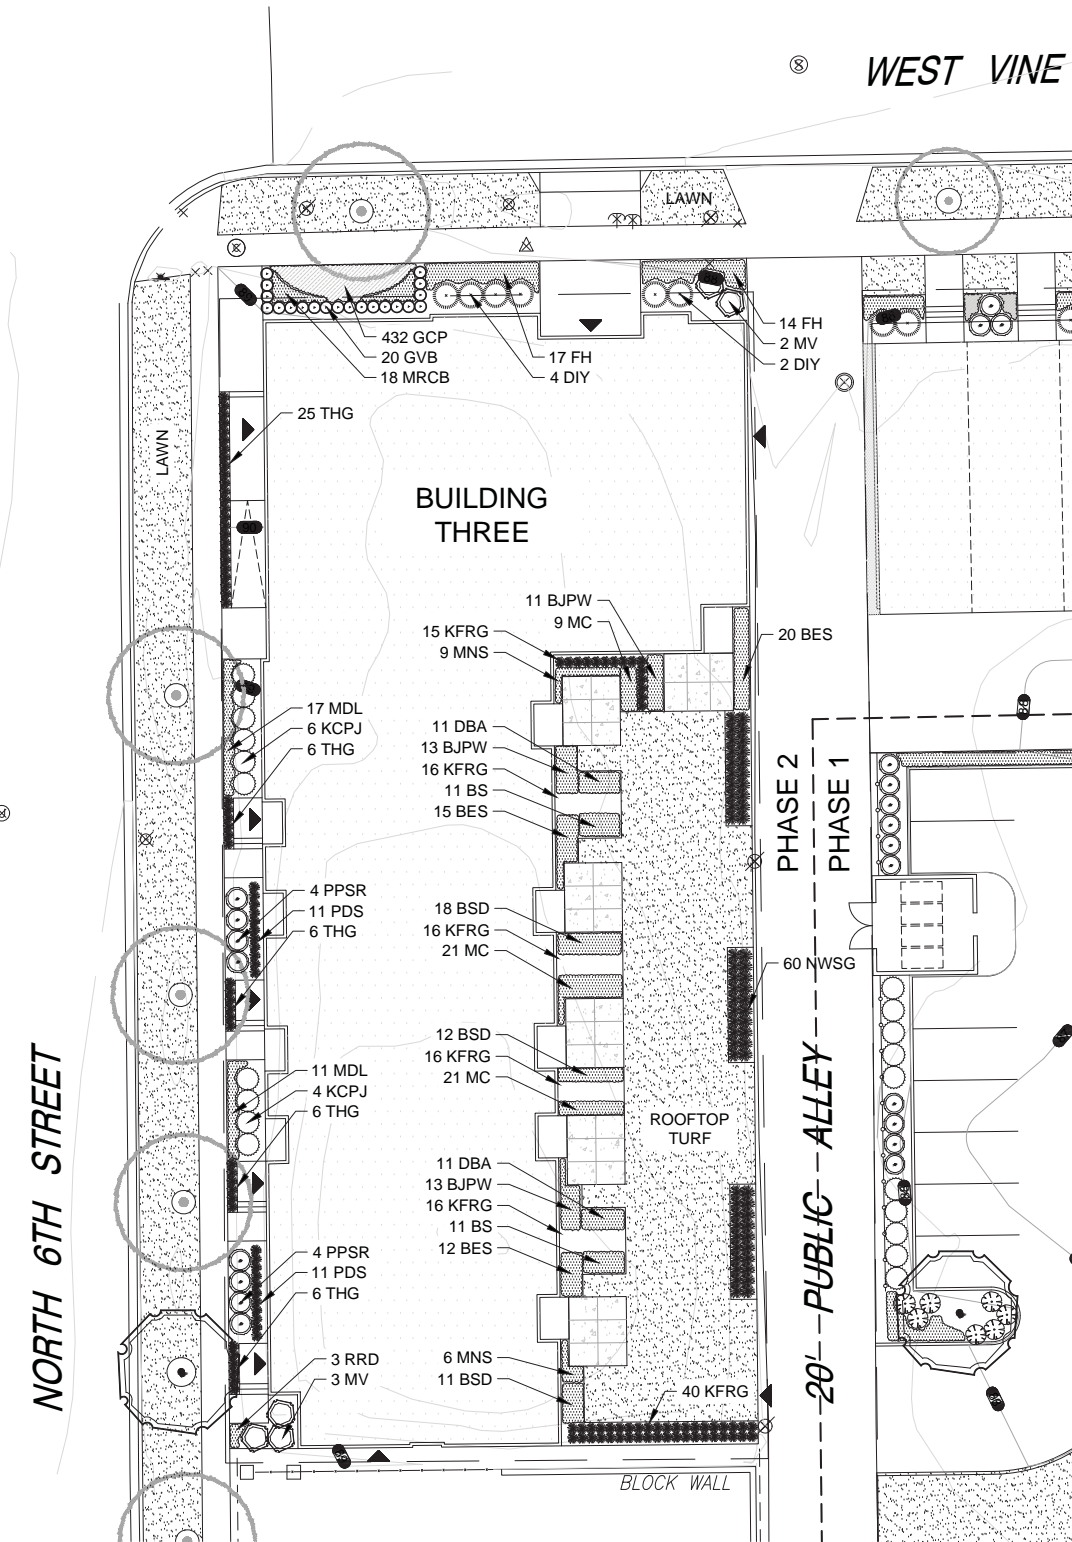 WEST VINE
LAWN
432 GCP
20 GVB
18 MRCB
17 FH
4 DIY
14 FH
2 MV
2 DIY
25 THG
LAWN
BUILDING
THREE
11 BJPW
9 MC
15 KFRG
9 MNS
20 BES
17 MDL
6 KCPJ
6 THG
11 DBA
13 BJPW
16 KFRG
11 BS
15 BES
PHASE 2
PHASE 1
4 PPSR
11 PDS
6 THG
18 BSD
16 KFRG
21 MC
60 NWSG
12 BSD
16 KFRG
21 MC
11 MDL
4 KCPJ
6 THG
ROOFTOP
TURF
NORTH 6TH STREET
20' PUBLIC ALLEY
11 DBA
13 BJPW
16 KFRG
11 BS
12 BES
4 PPSR
11 PDS
6 THG
3 RRD
3 MV
6 MNS
11 BSD
40 KFRG
BLOCK WALL